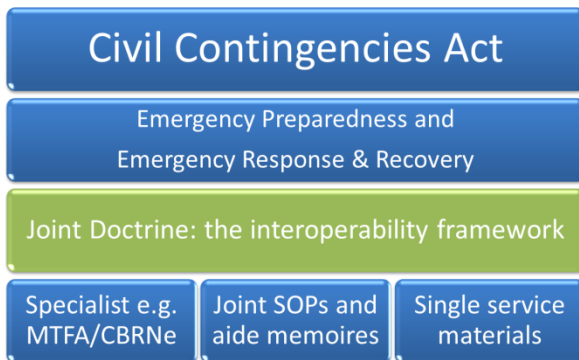 Civil Contingencies Act
Emergency Preparedness and
Emergency Response & Recovery
Joint Doctrine: the interoperability framework
Specialist e.g.
MTFA/CBRNe
Joint SOPs and
aide memoires
Single service
materials